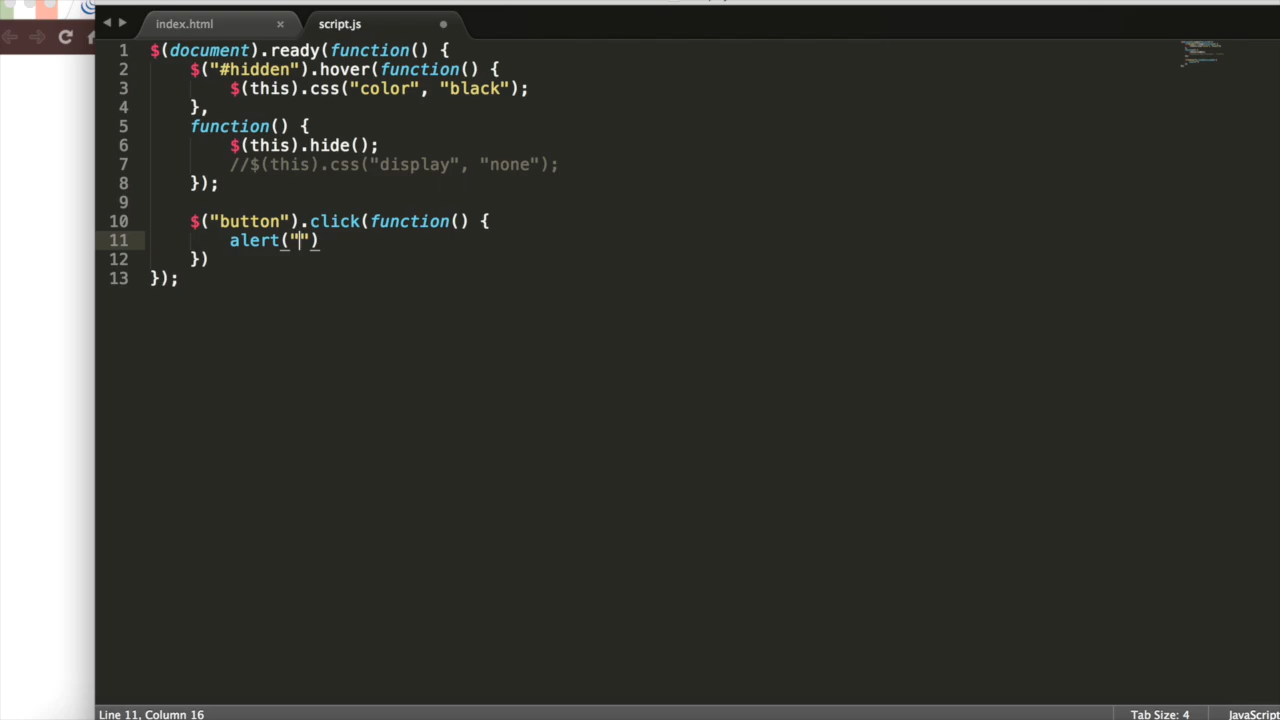 index.html × script.js
1 $(document).ready(function() {
2 $("#hidden").hover(function() {
3 $(this).css("color", "black");
4 },
5 function() {
6 $(this).hide();
7 //$(this).css("display", "none");
8 });
9
10 $("button").click(function() {
11 alert("")
12 })
13 });
Line 11, Column 16 Tab Size: 4 JavaScript